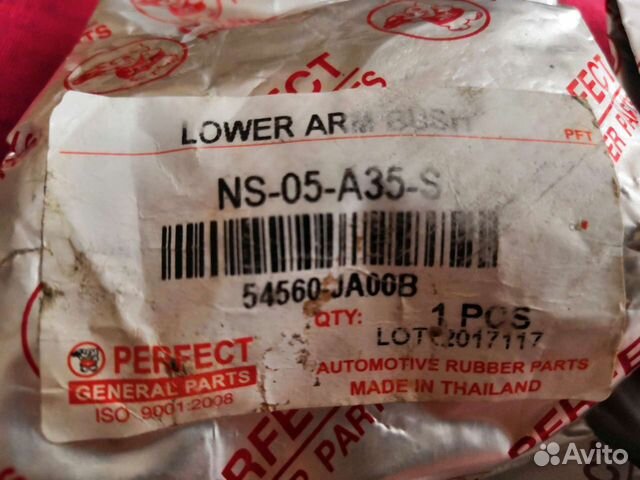 LOWER ARM BUSH
PFT
NS-05-A35-S
54560-JA00B
QTY: 1 PCS
LOT :2017117
PERFECT
GENERAL PARTS
ISO 9001:2008
AUTOMOTIVE RUBBER PARTS
MADE IN THAILAND
PERFECT
Avito